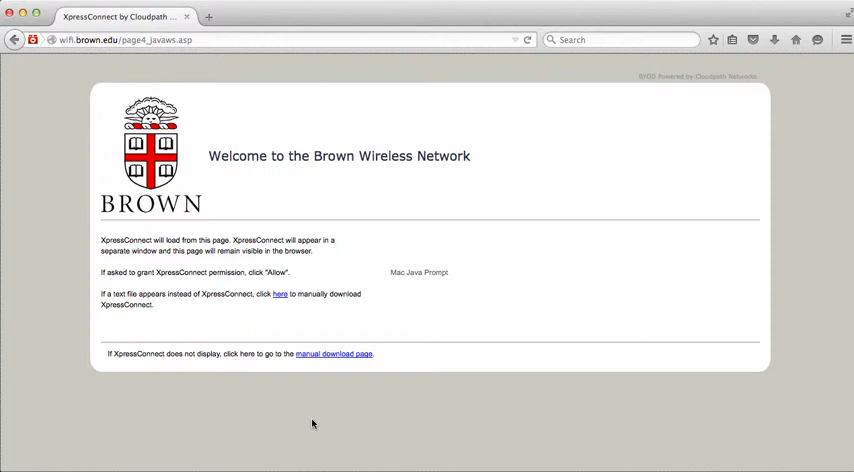 XpressConnect by Cloudpath ...
wifi.brown.edu/page4_javaws.asp
Search
BYOD Powered by Cloudpath Networks
Welcome to the Brown Wireless Network
BROWN
XpressConnect will load from this page. XpressConnect will appear in a
separate window and this page will remain visible in the browser.
If asked to grant XpressConnect permission, click "Allow".
Mac Java Prompt
If a text file appears instead of XpressConnect, click here to manually download
XpressConnect.
If XpressConnect does not display, click here to go to the manual download page.